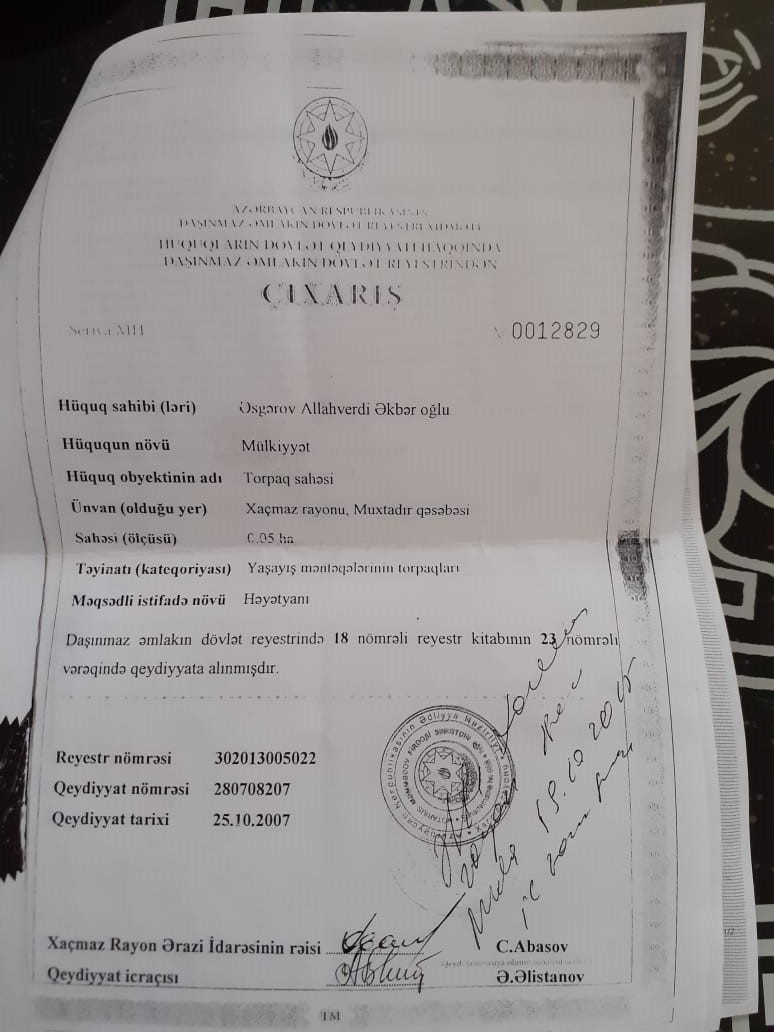 AZƏRBAYCAN RESPUBLİKASININ
DAŞINMAZ ƏMLAKIN DÖVLƏT REYESTRİ XİDMƏTİ
HÜQUQLARIN DÖVLƏT QEYDİYYATI HAQQINDA
DAŞINMAZ ƏMLAKIN DÖVLƏT REYESTRİNDƏN
ÇIXARIŞ
Seriya MH № 0012829
Hüquq sahibi (ləri) Əsgərov Allahverdi Əkbər oğlu
Hüququn növü Mülkiyyət
Hüquq obyektinin adı Torpaq sahəsi
Ünvan (olduğu yer) Xaçmaz rayonu, Muxtadır qəsəbəsi
Sahəsi (ölçüsü) 0.05 ha
Təyinatı (kateqoriyası) Yaşayış məntəqələrinin torpaqları
Məqsədli istifadə növü Həyətyanı
Daşınmaz əmlakın dövlət reyestrində 18 nömrəli reyestr kitabının 23 nömrəli
vərəqində qeydiyyata alınmışdır.
Reyestr nömrəsi 302013005022
Qeydiyyat nömrəsi 280708207
Qeydiyyat tarixi 25.10.2007
Xaçmaz Rayon Ərazi İdarəsinin rəisi C.Abasov
Qeydiyyat icraçısı Ə.Əlistanov
TM